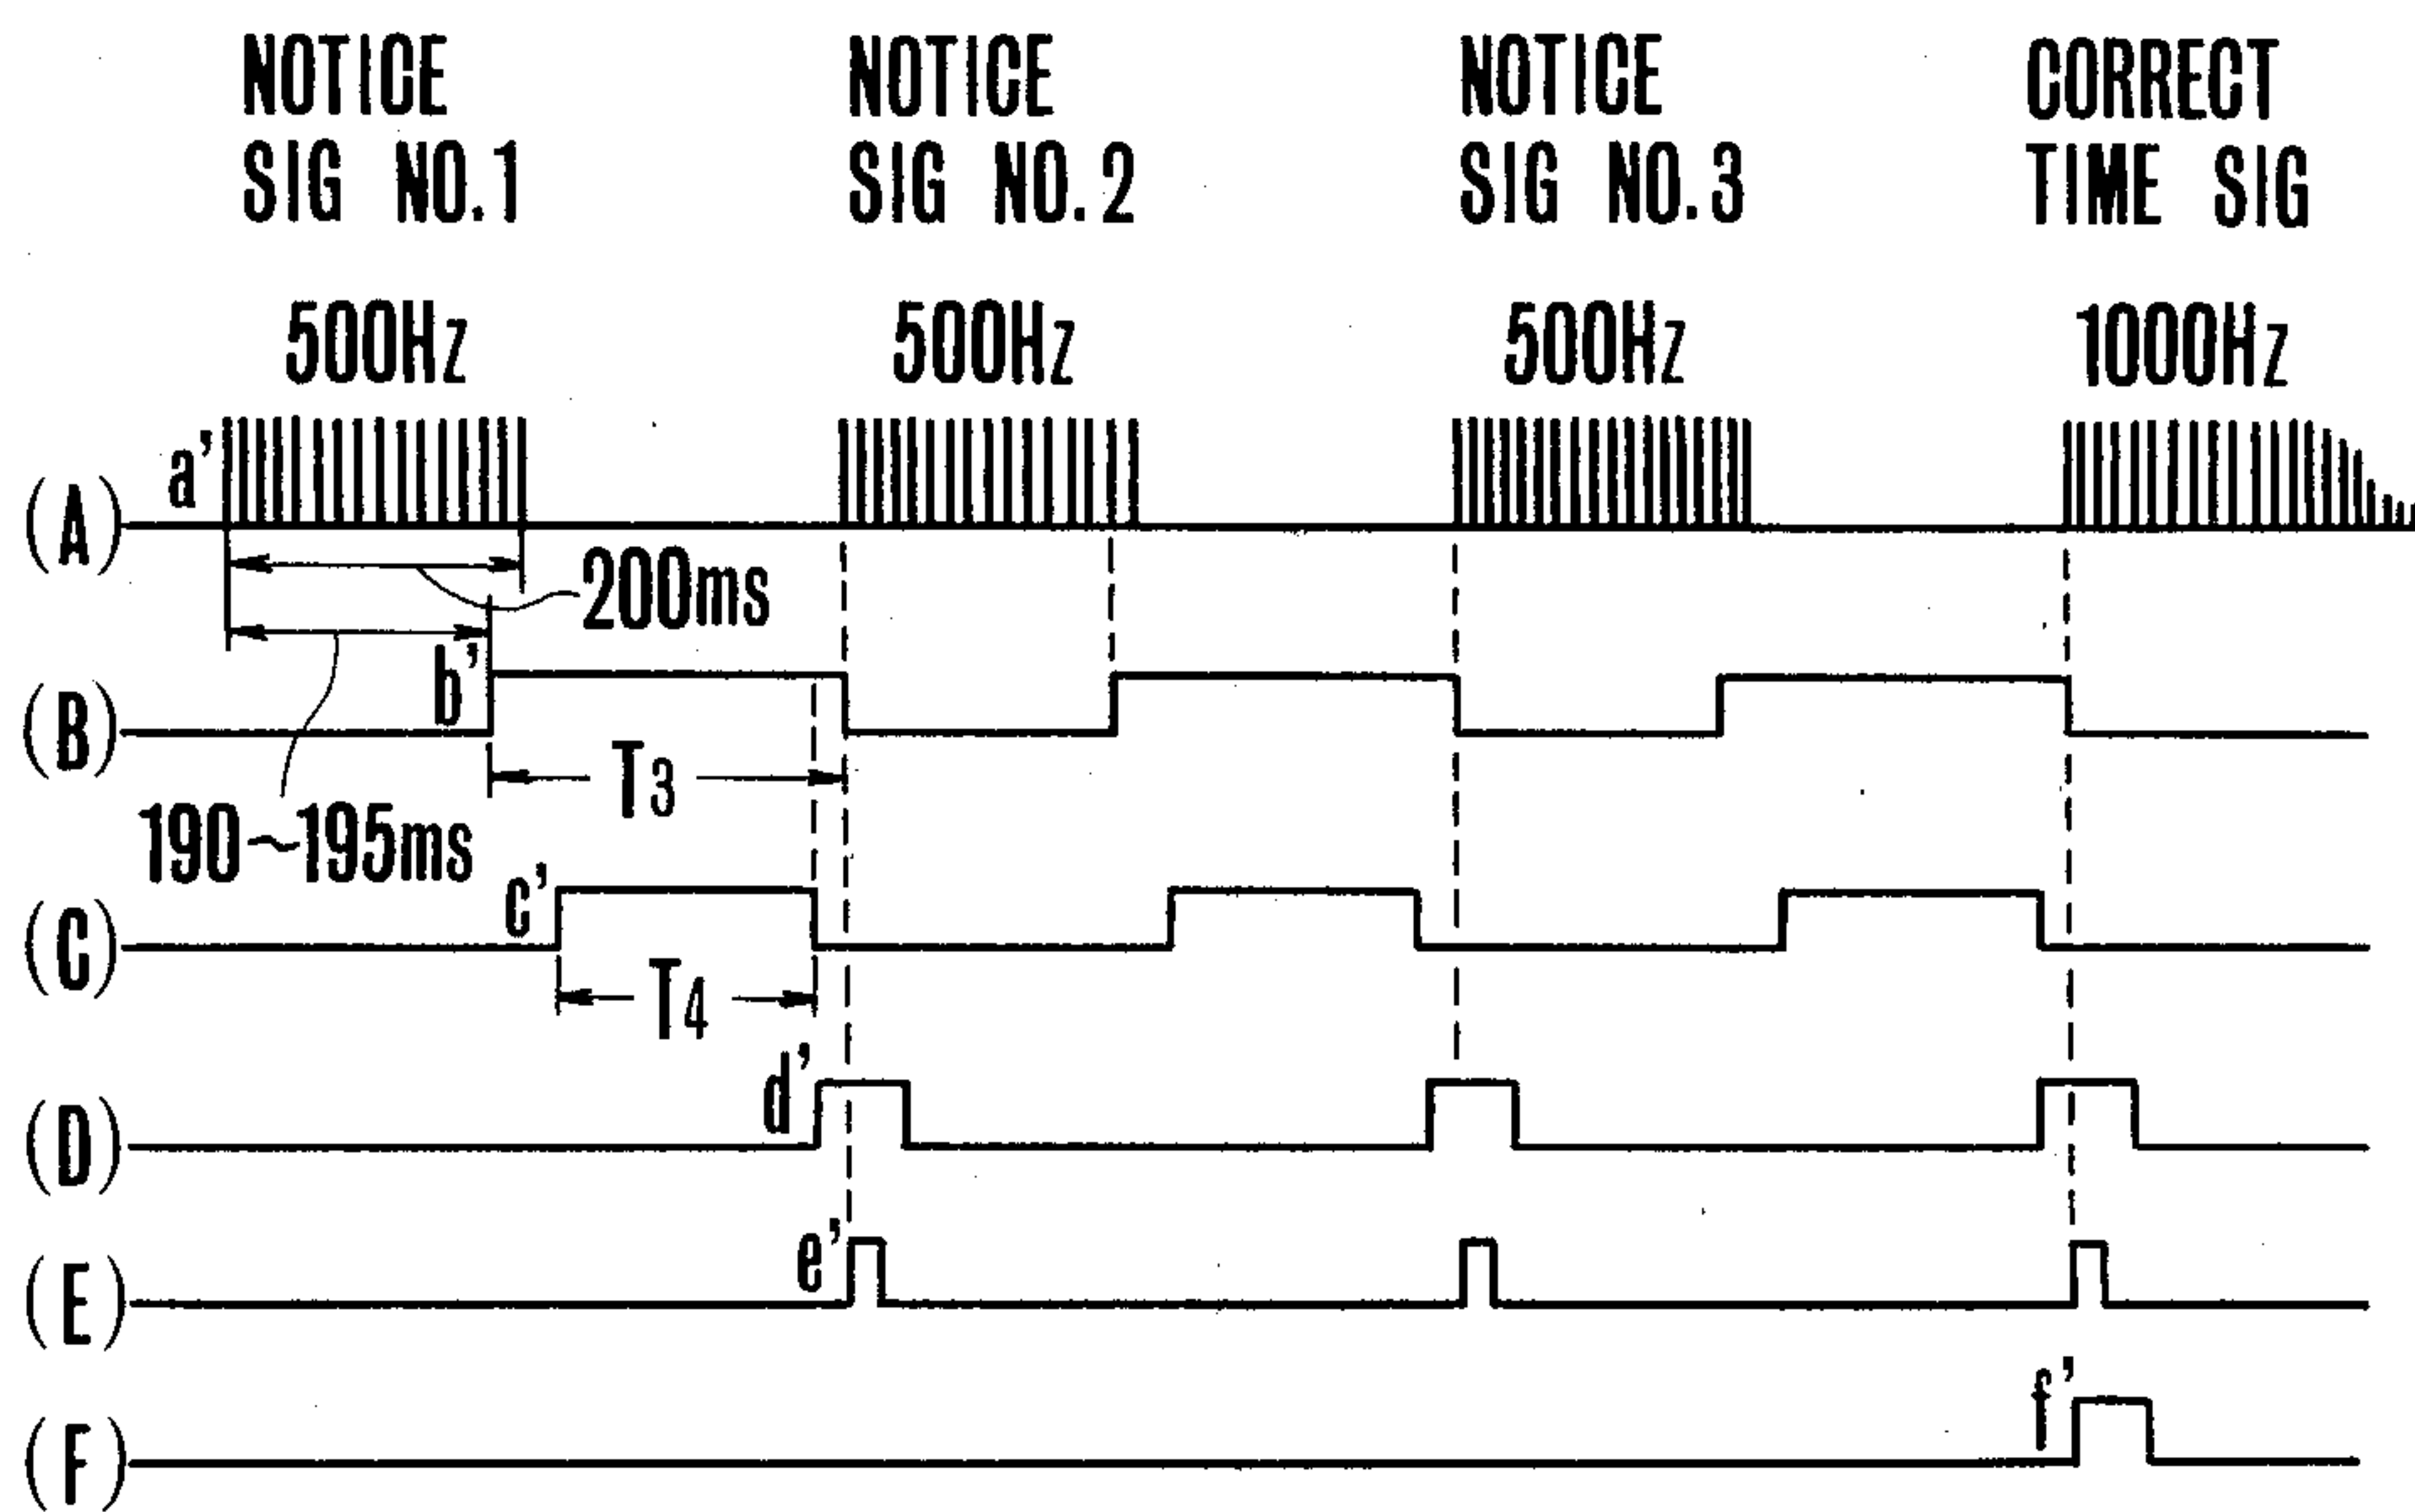 NOTICE NOTICE NOTICE CORRECT
SIG NO.1 SIG NO.2 SIG NO.3 TIME SIG
500Hz 500Hz 500Hz 1000Hz
a'
(A)
200ms
b'
(B)
T3
190~195ms
c'
(C)
T4
d'
(D)
e'
(E)
f'
(F)